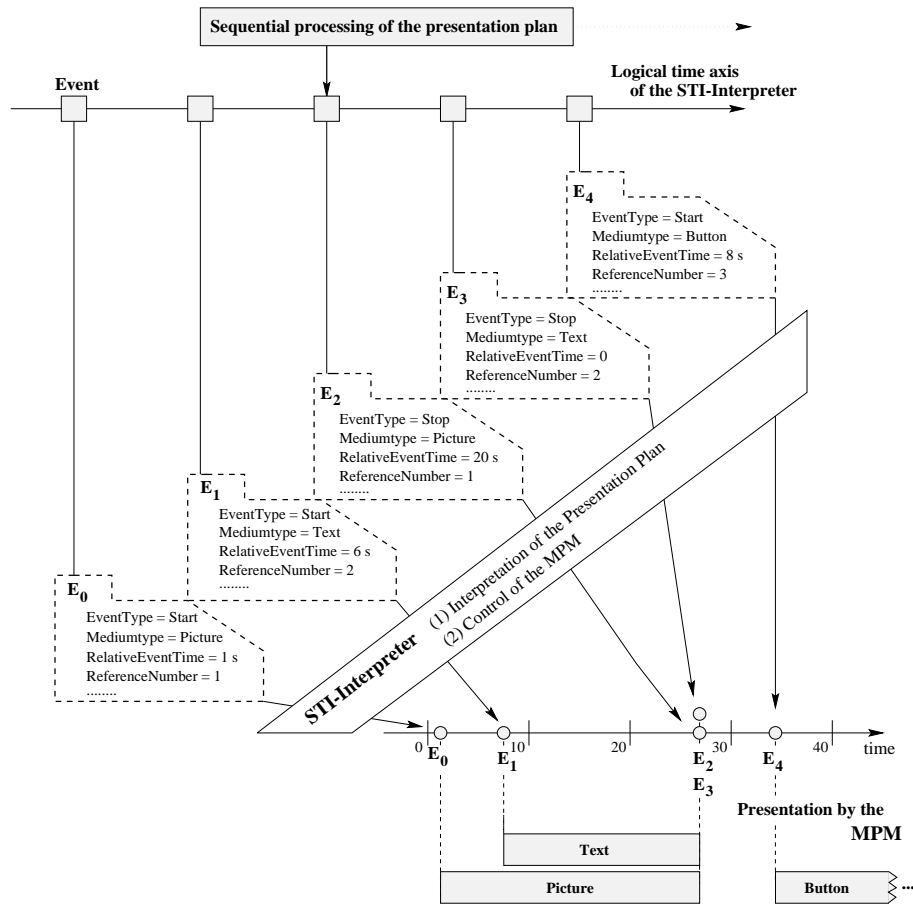 Sequential processing of the presentation plan
Event
Logical time axis
of the STI-Interpreter
E4
EventType = Start
Mediumtype = Button
RelativeEventTime = 8 s
ReferenceNumber = 3
........
E3
EventType = Stop
Mediumtype = Text
RelativeEventTime = 0
ReferenceNumber = 2
........
E2
EventType = Stop
Mediumtype = Picture
RelativeEventTime = 20 s
ReferenceNumber = 1
........
E1
EventType = Start
Mediumtype = Text
RelativeEventTime = 6 s
ReferenceNumber = 2
........
E0
EventType = Start
Mediumtype = Picture
RelativeEventTime = 1 s
ReferenceNumber = 1
........
STI-Interpreter
(1) Interpretation of the Presentation Plan
(2) Control of the MPM
0 10 20 30 40 time
E0 E1 E2 E4
E3
Presentation by the
MPM
Text
Picture
Button ...